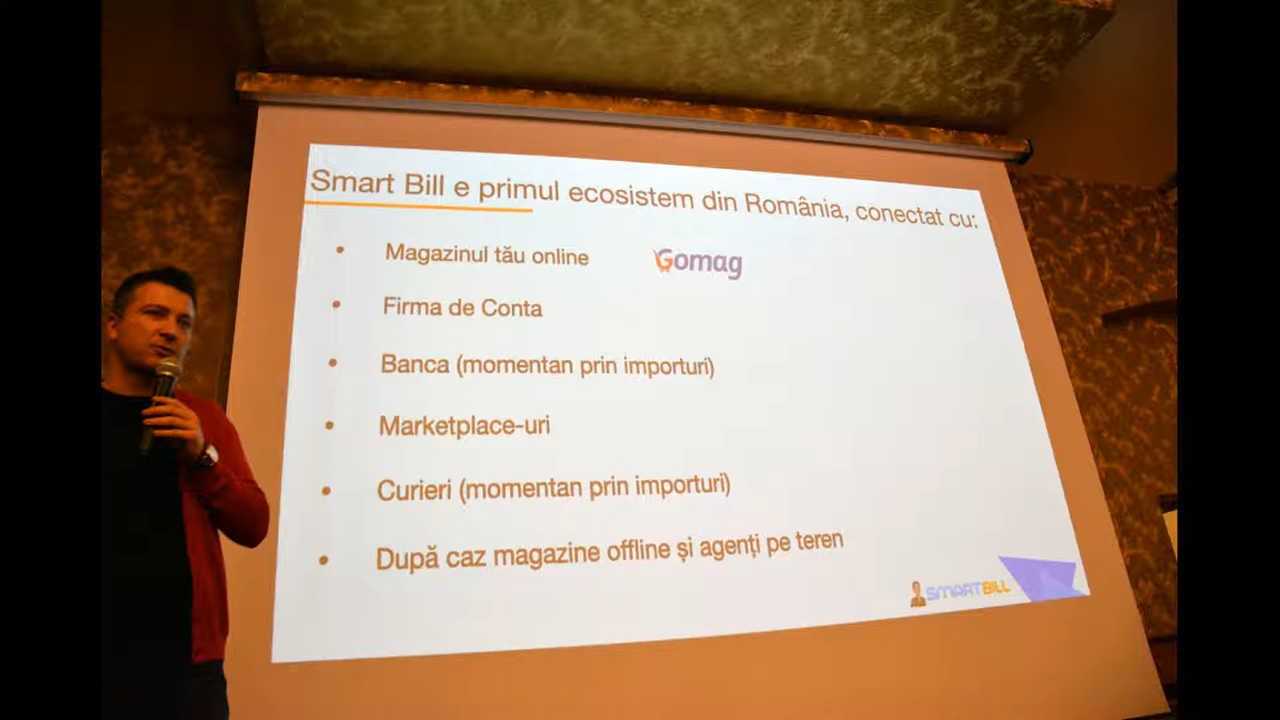 Smart Bill e primul ecosistem din România, conectat cu:
• Magazinul tău online Gomag
• Firma de Conta
• Banca (momentan prin importuri)
• Marketplace-uri
• Curieri (momentan prin importuri)
• După caz magazine offline și agenți pe teren
SMARTBILL